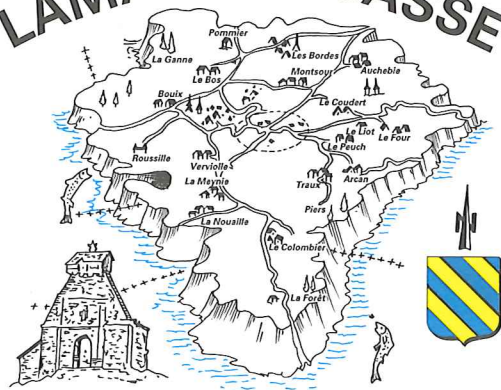 LAMA
ASSE
Pommier
La Ganne
Les Bordes
Montsour
Auchebie
Le Bos
Bouix
Le Coudert
Le Liot
Le Four
Le Peuch
Roussille
Verviolle
La Meynie
Traux
Arcan
Piers
La Nouaille
Le Colombier
La Forêt